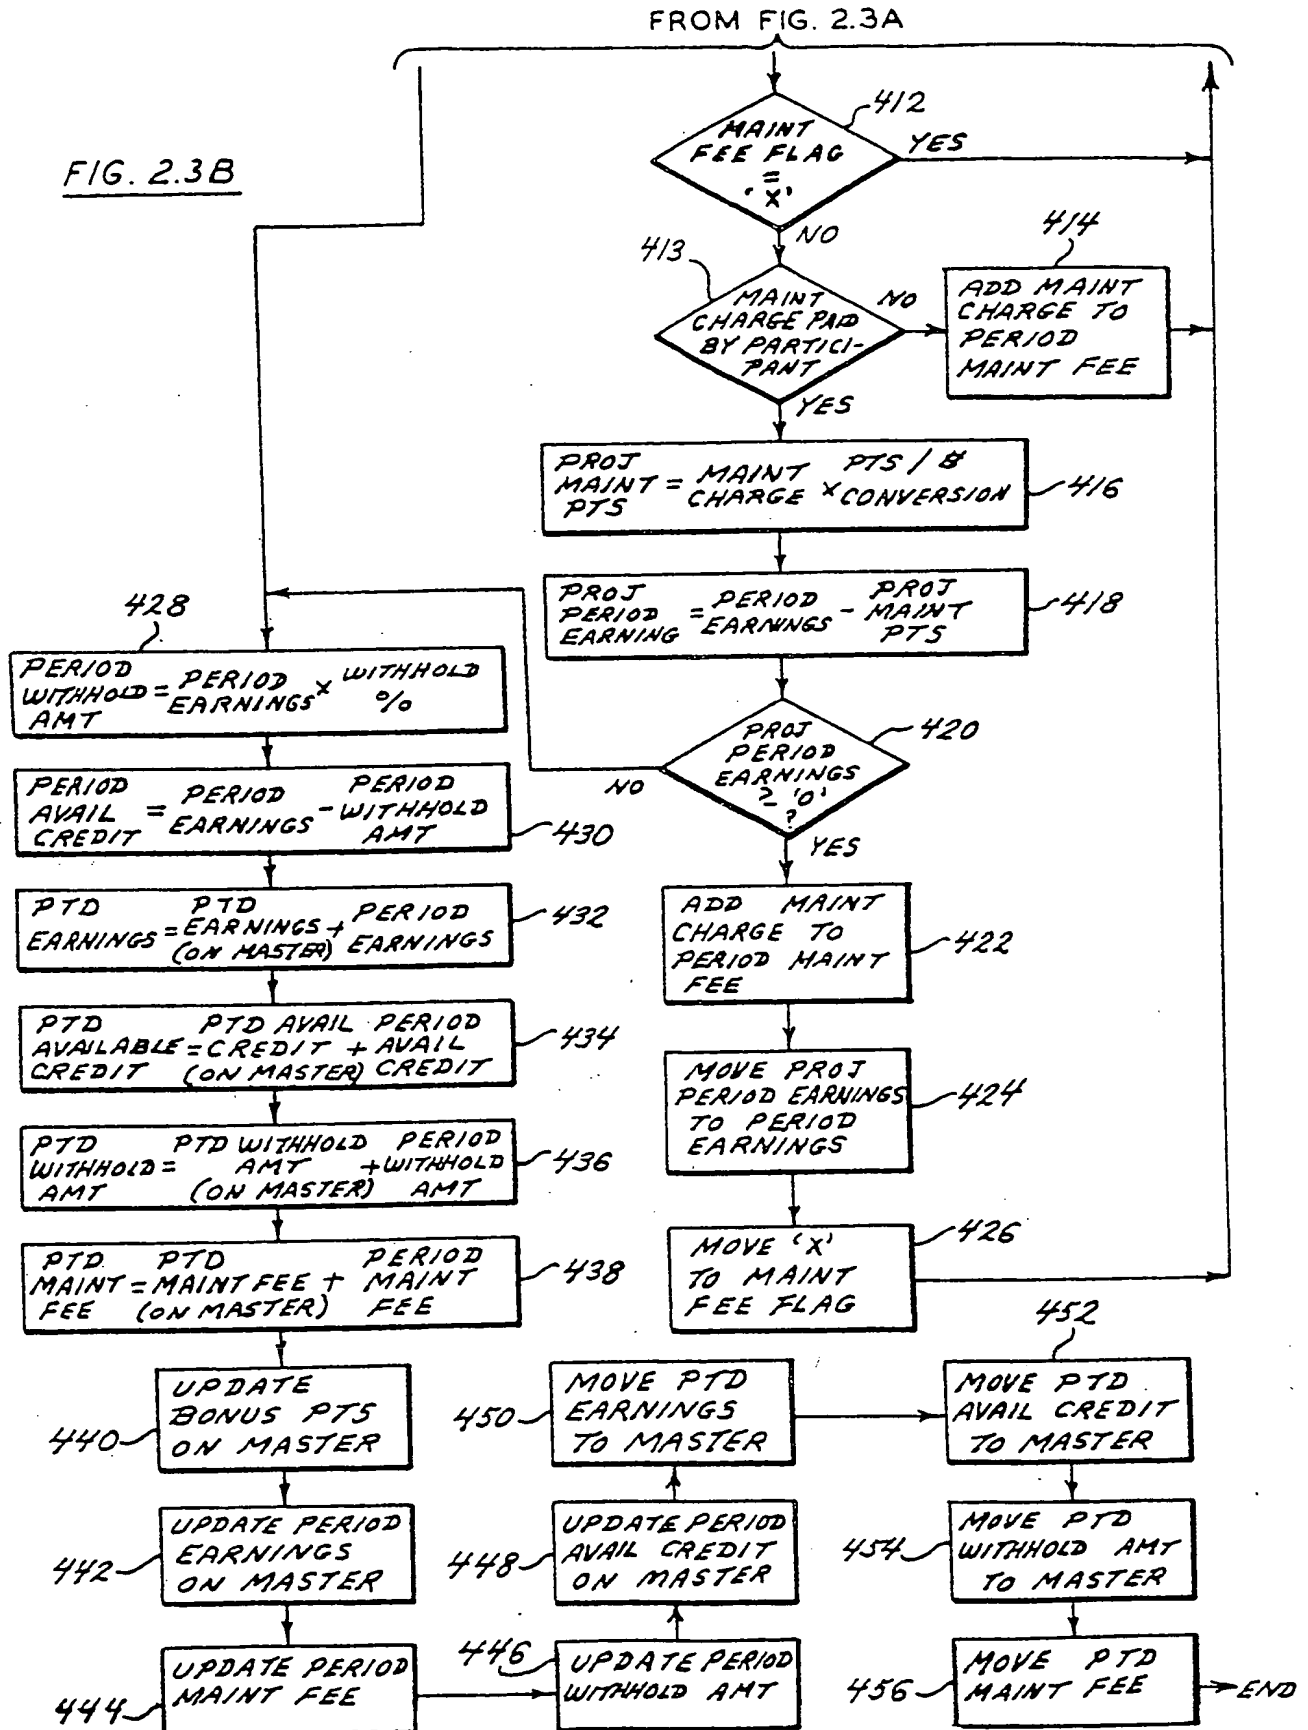 FROM FIG. 2.3A
FIG. 2.3B
412
MAINT
FEE FLAG
=
'X'
YES
NO
413
MAINT
CHARGE PAID
BY PARTICI-
PANT
NO
YES
414
ADD MAINT
CHARGE TO
PERIOD
MAINT FEE
PROJ MAINT PTS = MAINT CHARGE × PTS / $ CONVERSION
416
PROJ PERIOD EARNING = PERIOD EARNINGS - PROJ MAINT PTS
418
PROJ
PERIOD
EARNINGS
≥ '0'
?
420
NO
YES
ADD MAINT
CHARGE TO
PERIOD MAINT
FEE
422
MOVE PROJ
PERIOD EARNINGS
TO PERIOD
EARNINGS
424
MOVE 'X'
TO MAINT
FEE FLAG
426
428
PERIOD WITHHOLD AMT = PERIOD EARNINGS × WITHHOLD %
PERIOD AVAIL CREDIT = PERIOD EARNINGS - PERIOD WITHHOLD AMT
430
PTD EARNINGS = PTD EARNINGS (ON MASTER) + PERIOD EARNINGS
432
PTD AVAILABLE CREDIT = PTD AVAIL CREDIT (ON MASTER) + PERIOD AVAIL CREDIT
434
PTD WITHHOLD AMT = PTD WITHHOLD AMT (ON MASTER) + PERIOD WITHHOLD AMT
436
PTD MAINT FEE = PTD MAINT FEE (ON MASTER) + PERIOD MAINT FEE
438
UPDATE
BONUS PTS
ON MASTER
440
UPDATE PERIOD
EARNINGS
ON MASTER
442
UPDATE PERIOD
MAINT FEE
444
446
UPDATE PERIOD
WITHHOLD AMT
UPDATE PERIOD
AVAIL CREDIT
ON MASTER
448
MOVE PTD
EARNINGS
TO MASTER
450
452
MOVE PTD
AVAIL CREDIT
TO MASTER
454
MOVE PTD
WITHHOLD AMT
TO MASTER
456
MOVE PTD
MAINT FEE
END